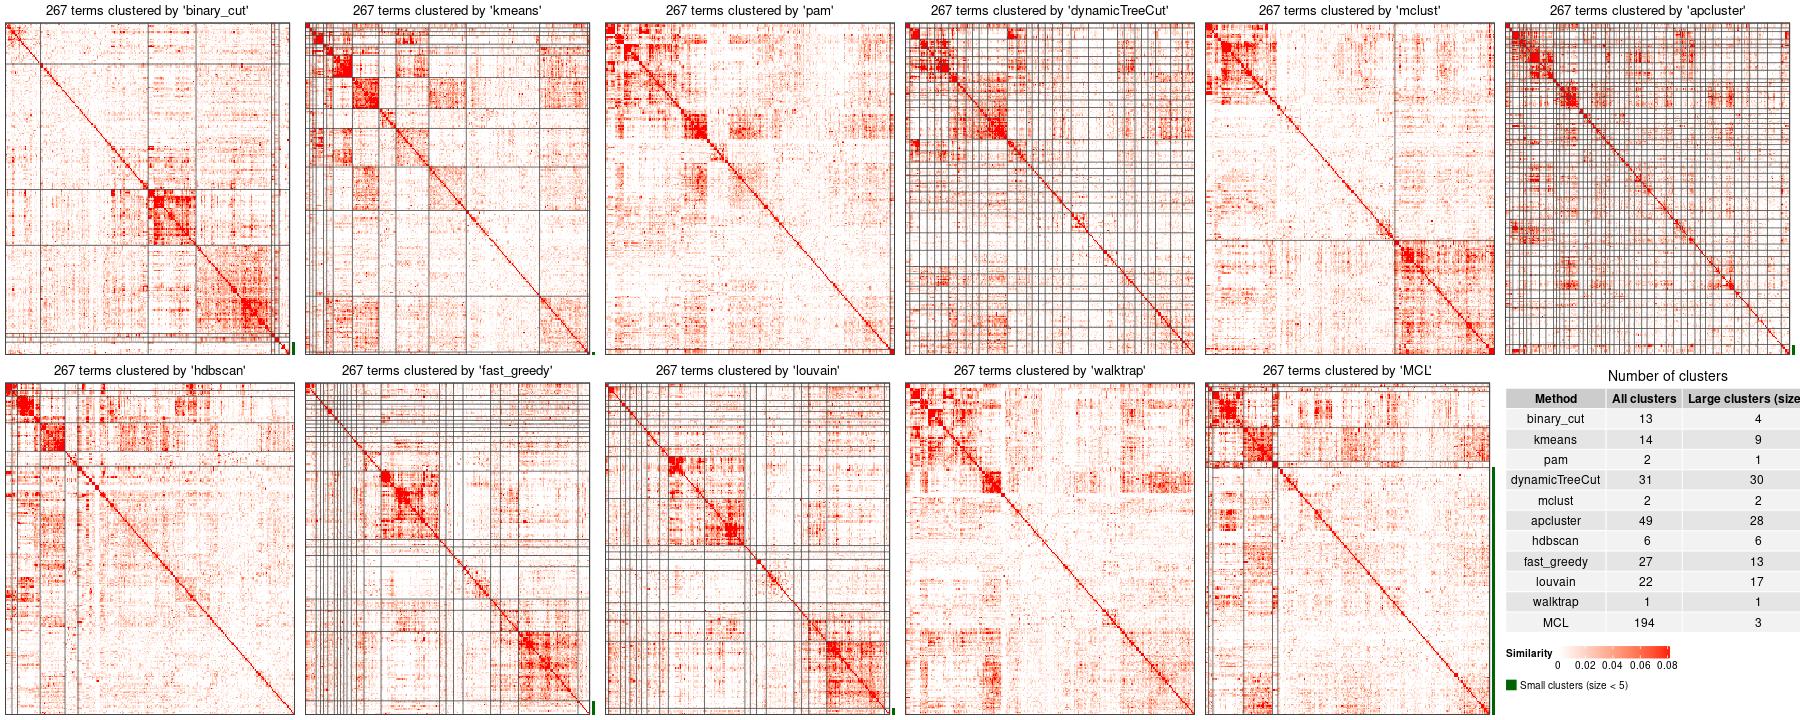 267 terms clustered by 'binary_cut'
267 terms clustered by 'kmeans'
267 terms clustered by 'pam'
267 terms clustered by 'dynamicTreeCut'
267 terms clustered by 'mclust'
267 terms clustered by 'apcluster'
267 terms clustered by 'hdbscan'
267 terms clustered by 'fast_greedy'
267 terms clustered by 'louvain'
267 terms clustered by 'walktrap'
267 terms clustered by 'MCL'
Number of clusters
Method All clusters Large clusters (size
binary_cut 13 4
kmeans 14 9
pam 2 1
dynamicTreeCut 31 30
mclust 2 2
apcluster 49 28
hdbscan 6 6
fast_greedy 27 13
louvain 22 17
walktrap 1 1
MCL 194 3
Similarity
0 0.02 0.04 0.06 0.08
Small clusters (size < 5)